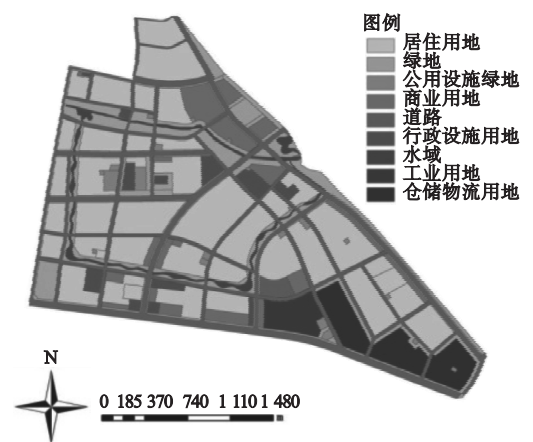 图例
居住用地
绿地
公用设施绿地
商业用地
道路
行政设施用地
水域
工业用地
仓储物流用地
N
0 185 370 740 1 110 1 480